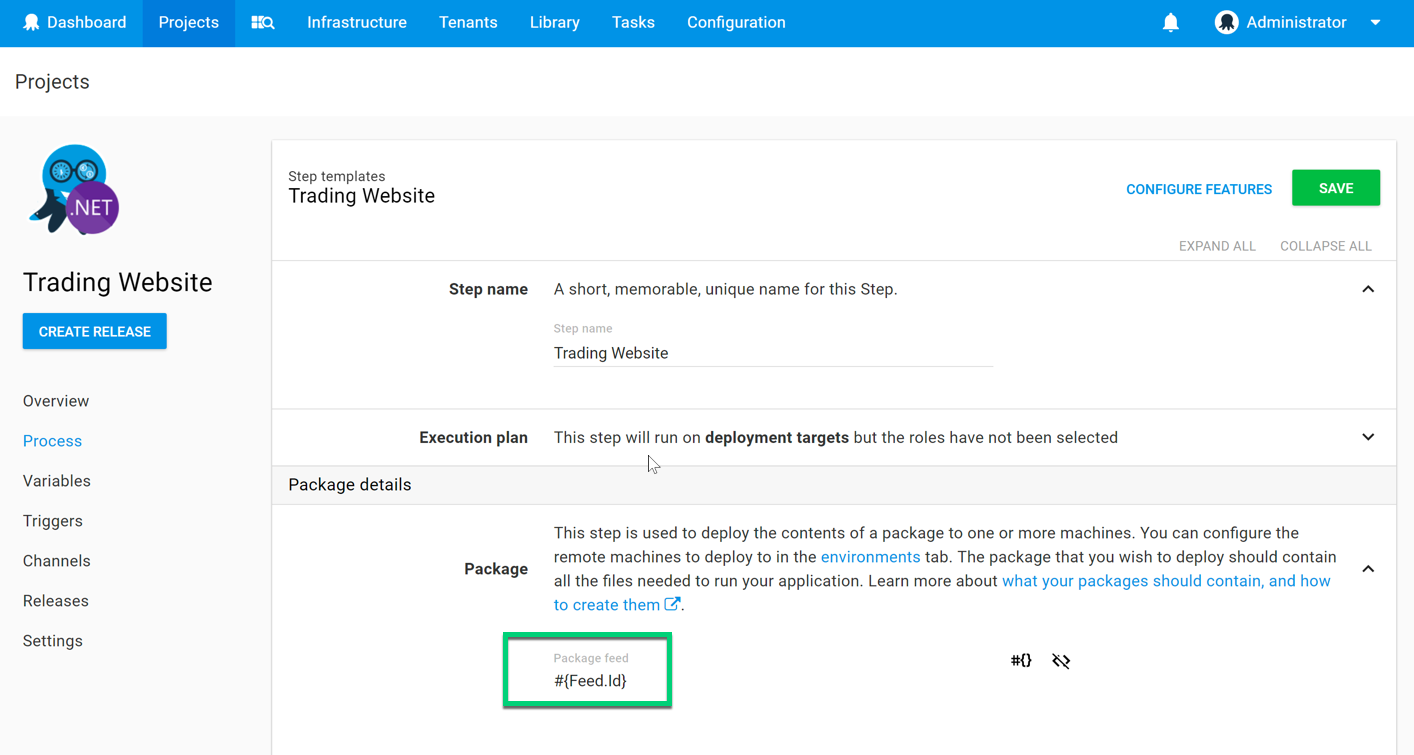 Dashboard Projects Infrastructure Tenants Library Tasks Configuration Administrator
Projects
.NET
Trading Website
CREATE RELEASE
Overview
Process
Variables
Triggers
Channels
Releases
Settings
Step templates
Trading Website
CONFIGURE FEATURES SAVE
EXPAND ALL COLLAPSE ALL
Step name A short, memorable, unique name for this Step.
Step name
Trading Website
Execution plan This step will run on deployment targets but the roles have not been selected
Package details
Package
This step is used to deploy the contents of a package to one or more machines. You can configure the
remote machines to deploy to in the environments tab. The package that you wish to deploy should contain
all the files needed to run your application. Learn more about what your packages should contain, and how
to create them.
Package feed
#{Feed.Id}
#{}